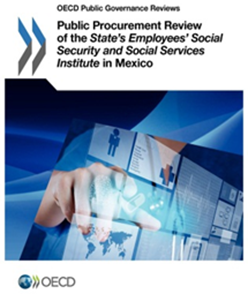 OECD Public Governance Reviews
Public Procurement Review
of the State's Employees' Social
Security and Social Services
Institute in Mexico
OECD